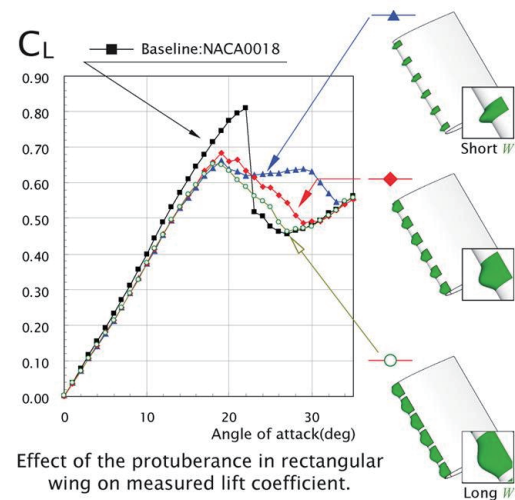 CL
Baseline:NACA0018
0.90
0.80
0.70
0.60
0.50
0.40
0.30
0.20
0.10
0.00
0
10
20
30
Angle of attack(deg)
Short W
Long W
Effect of the protuberance in rectangular
wing on measured lift coefficient.